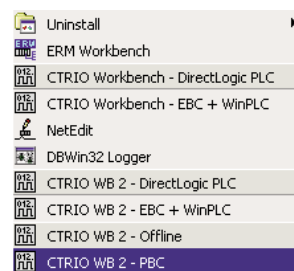 Uninstall
ERM Workbench
CTRIO Workbench - DirectLogic PLC
CTRIO Workbench - EBC + WinPLC
NetEdit
DBWin32 Logger
CTRIO WB 2 - DirectLogic PLC
CTRIO WB 2 - EBC + WinPLC
CTRIO WB 2 - Offline
CTRIO WB 2 - PBC